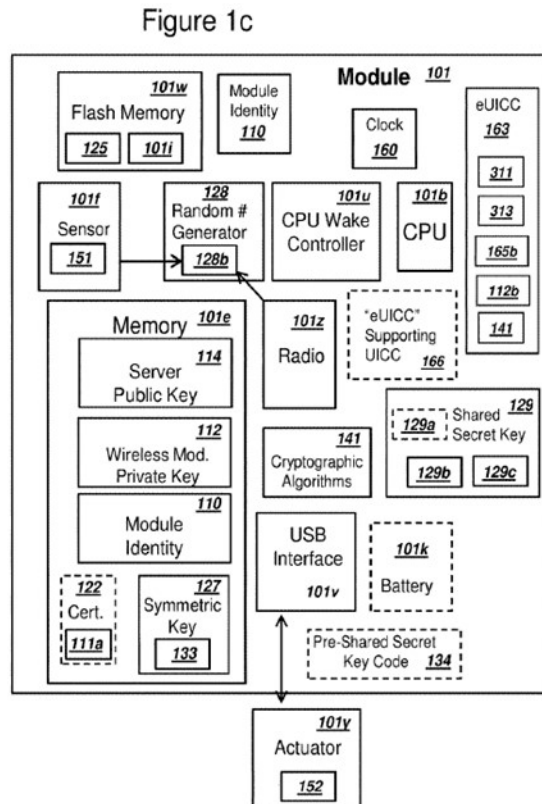 Figure 1c
Module 101
101w
Flash Memory
125 101i
Module
Identity
110
Clock
160
eUICC
163
311
313
165b
112b
141
101f
Sensor
151
128
Random #
Generator
128b
101u
CPU Wake
Controller
101b
CPU
Memory 101e
114
Server
Public Key
112
Wireless Mod.
Private Key
110
Module
Identity
122
Cert.
111a
127
Symmetric
Key
133
101z
Radio
"eUICC"
Supporting
UICC
166
141
Cryptographic
Algorithms
129
129a Shared
Secret Key
129b 129c
USB
Interface
101v
101k
Battery
Pre-Shared Secret
Key Code 134
101y
Actuator
152